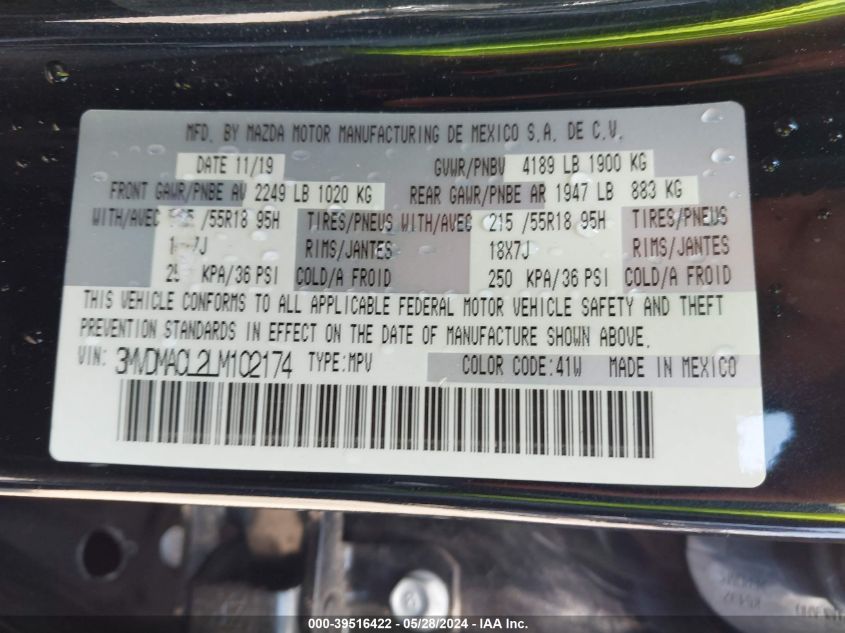 MFD. BY MAZDA MOTOR MANUFACTURING DE MEXICO S.A. DE C.V.
DATE 11/19 GVWR/PNBV 4189 LB 1900 KG
FRONT GAWR/PNBE AV 2249 LB 1020 KG REAR GAWR/PNBE AR 1947 LB 883 KG
WITH/AVEC /55R18 95H TIRES/PNEUS WITH/AVEC 215 /55R18 95H TIRES/PNEUS
RIMS/JANTES 18X7J RIMS/JANTES
KPA/36 PSI COLD/A FROID 250 KPA/36 PSI COLD/A FROID
THIS VEHICLE CONFORMS TO ALL APPLICABLE FEDERAL MOTOR VEHICLE SAFETY AND THEFT
PREVENTION STANDARDS IN EFFECT ON THE DATE OF MANUFACTURE SHOWN ABOVE.
VIN: 3MVDMACL2LM102174 TYPE:MPV COLOR CODE:41W MADE IN MEXICO
000-39516422 - 05/28/2024 - IAA Inc.